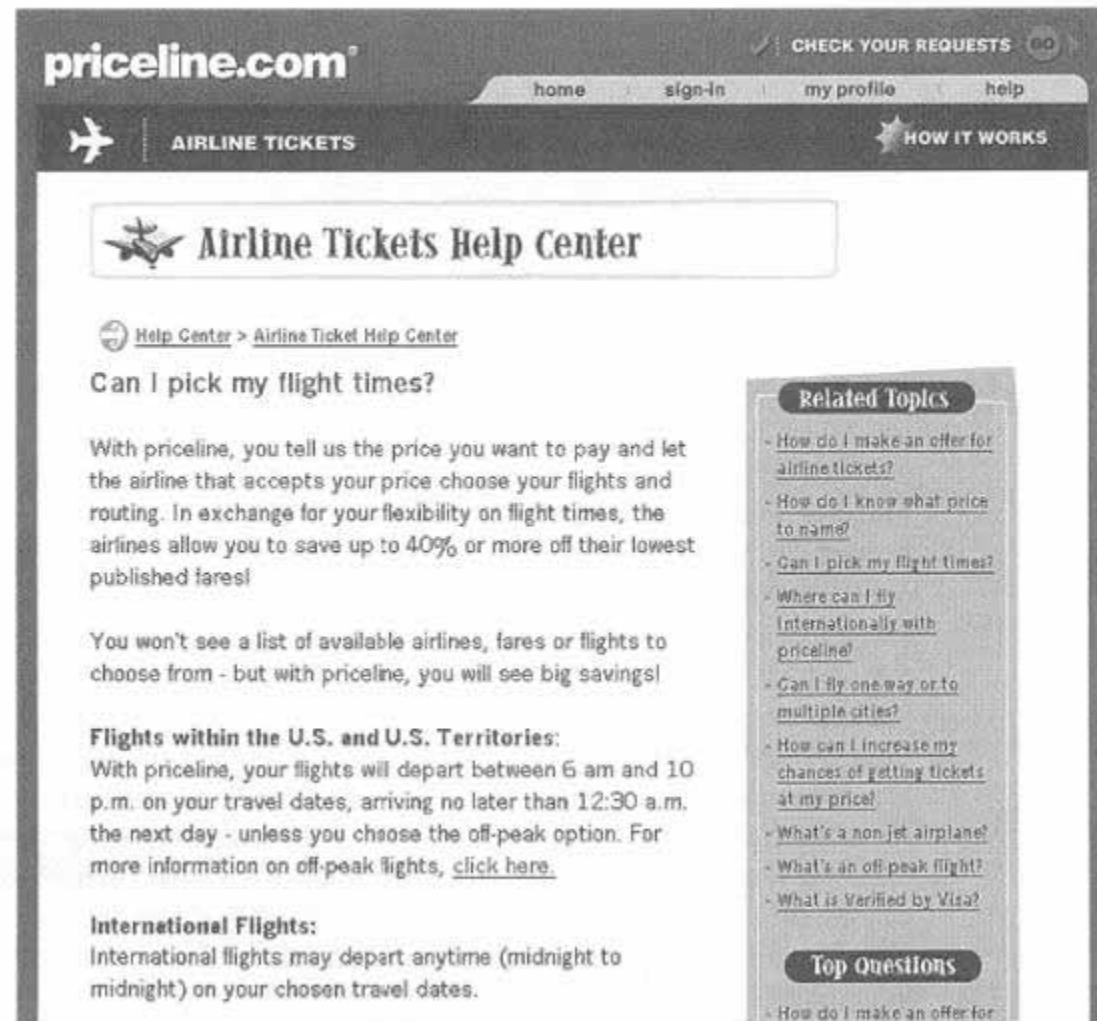 priceline.com®
CHECK YOUR REQUESTS GO
home sign-in my profile help
AIRLINE TICKETS
HOW IT WORKS
Airline Tickets Help Center
Help Center > Airline Ticket Help Center
Can I pick my flight times?
With priceline, you tell us the price you want to pay and let
the airline that accepts your price choose your flights and
routing. In exchange for your flexibility on flight times, the
airlines allow you to save up to 40% or more off their lowest
published fares!
You won't see a list of available airlines, fares or flights to
choose from - but with priceline, you will see big savings!
Flights within the U.S. and U.S. Territories:
With priceline, your flights will depart between 6 am and 10
p.m. on your travel dates, arriving no later than 12:30 a.m.
the next day - unless you choose the off-peak option. For
more information on off-peak flights, click here.
International Flights:
International flights may depart anytime (midnight to
midnight) on your chosen travel dates.
Related Topics
- How do I make an offer for
airline tickets?
- How do I know what price
to name?
- Can I pick my flight times?
- Where can I fly
Internationally with
priceline?
- Can I fly one way or to
multiple cities?
- How can I increase my
chances of getting tickets
at my price?
- What's a non jet airplane?
- What's an off peak flight?
- What is Verified by Visa?
Top Questions
- How do I make an offer for